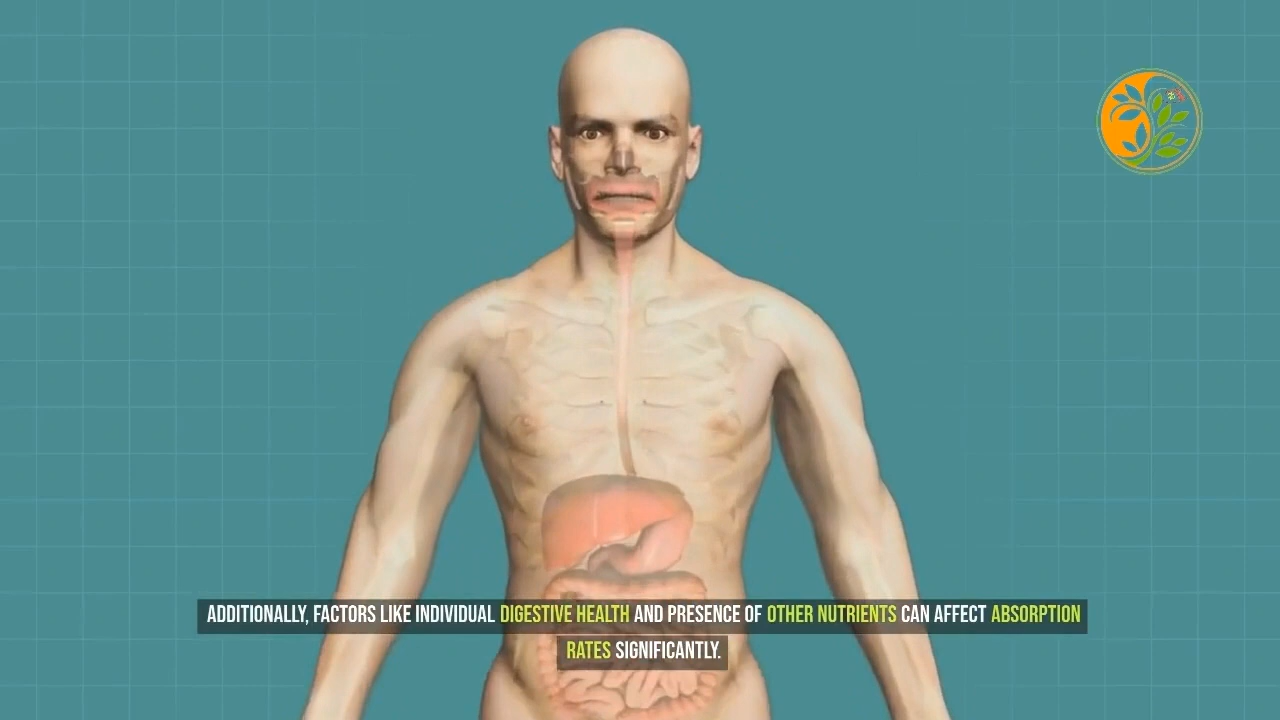 ADDITIONALLY, FACTORS LIKE INDIVIDUAL DIGESTIVE HEALTH AND PRESENCE OF OTHER NUTRIENTS CAN AFFECT ABSORPTION
RATES SIGNIFICANTLY.